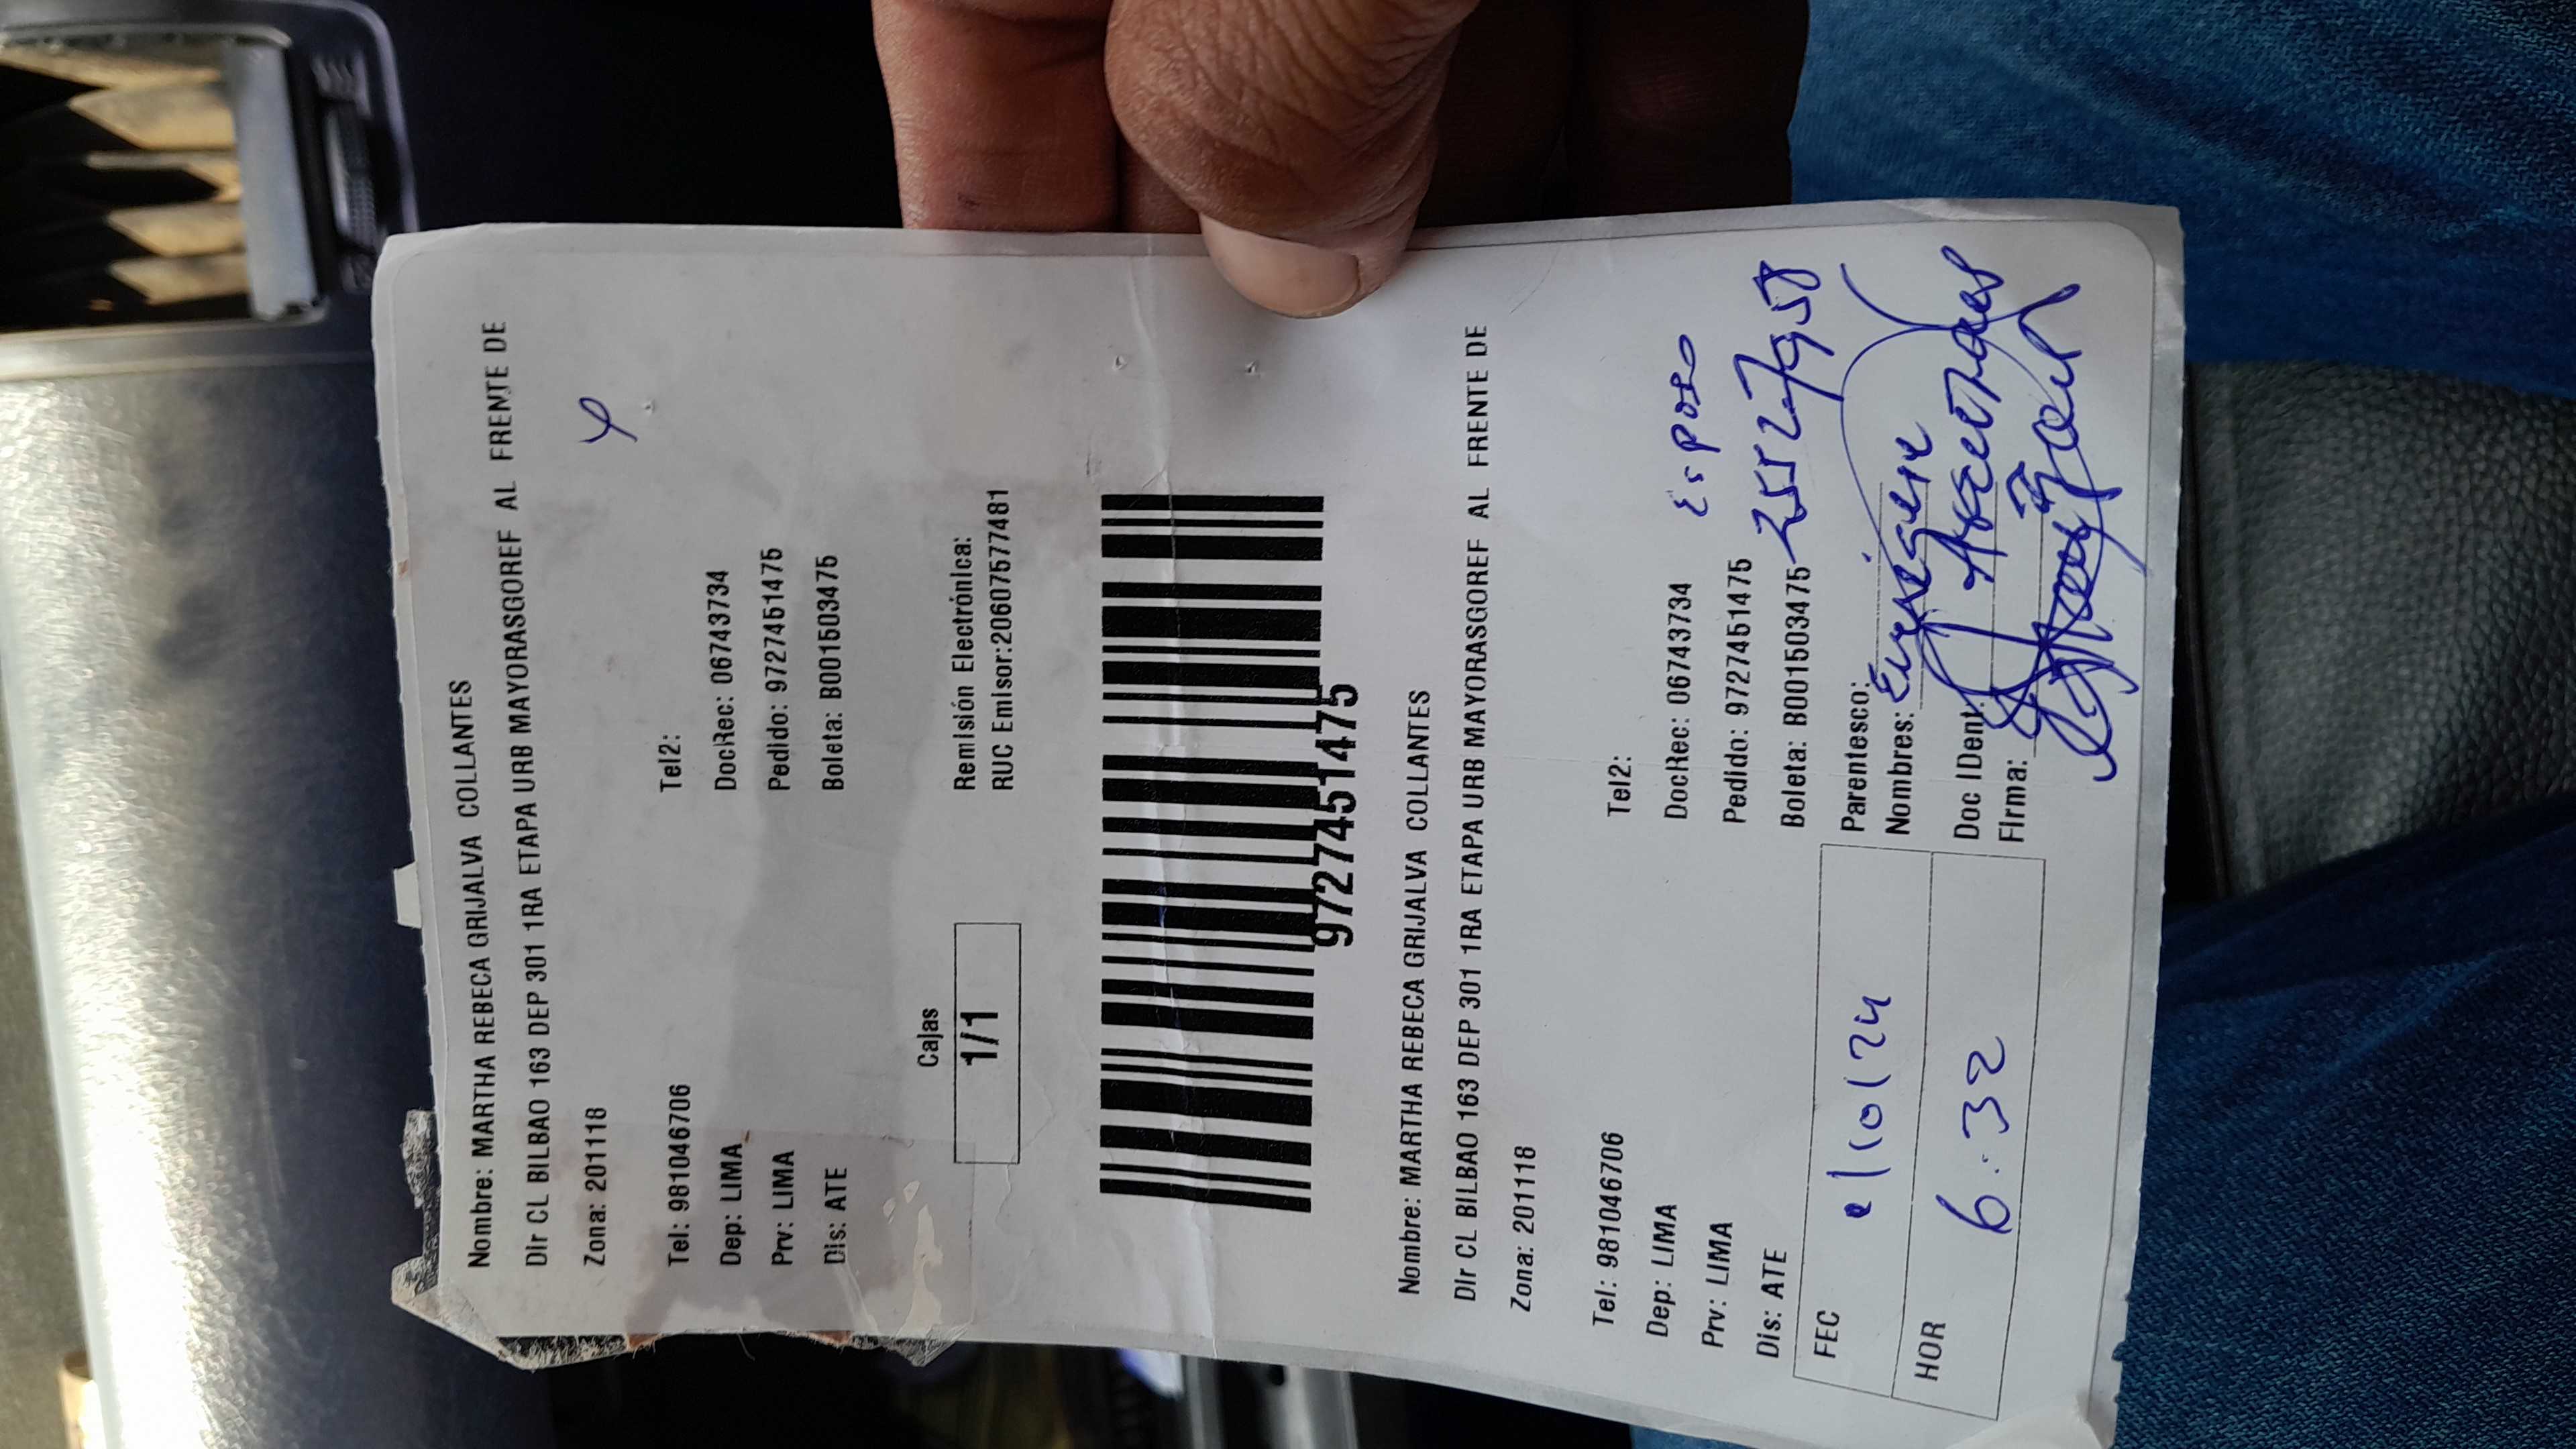 Nombre: MARTHA REBECA GRIJALVA COLLANTES
Dir CL BILBAO 163 DEP 301 1RA ETAPA URB MAYORASGOREF AL FRENTE DE
Zona: 201118
Tel: 981046706 Tel2:
Dep: LIMA DocRec: 06743734
Prv: LIMA Pedido: 9727451475
Dis: ATE Boleta: B001503475
Cajas
1/1
Remisión Electrónica:
RUC Emisor:20607577481
9727451475
Nombre: MARTHA REBECA GRIJALVA COLLANTES
Dir CL BILBAO 163 DEP 301 1RA ETAPA URB MAYORASGOREF AL FRENTE DE
Zona: 201118
Tel: 981046706 Tel2:
Dep: LIMA DocRec: 06743734 Esposo
Prv: LIMA Pedido: 9727451475
Dis: ATE Boleta: B001503475 25527958
FEC
Parentesco:
Nombres:
HOR 6:32
Doc IDent:
Firma: